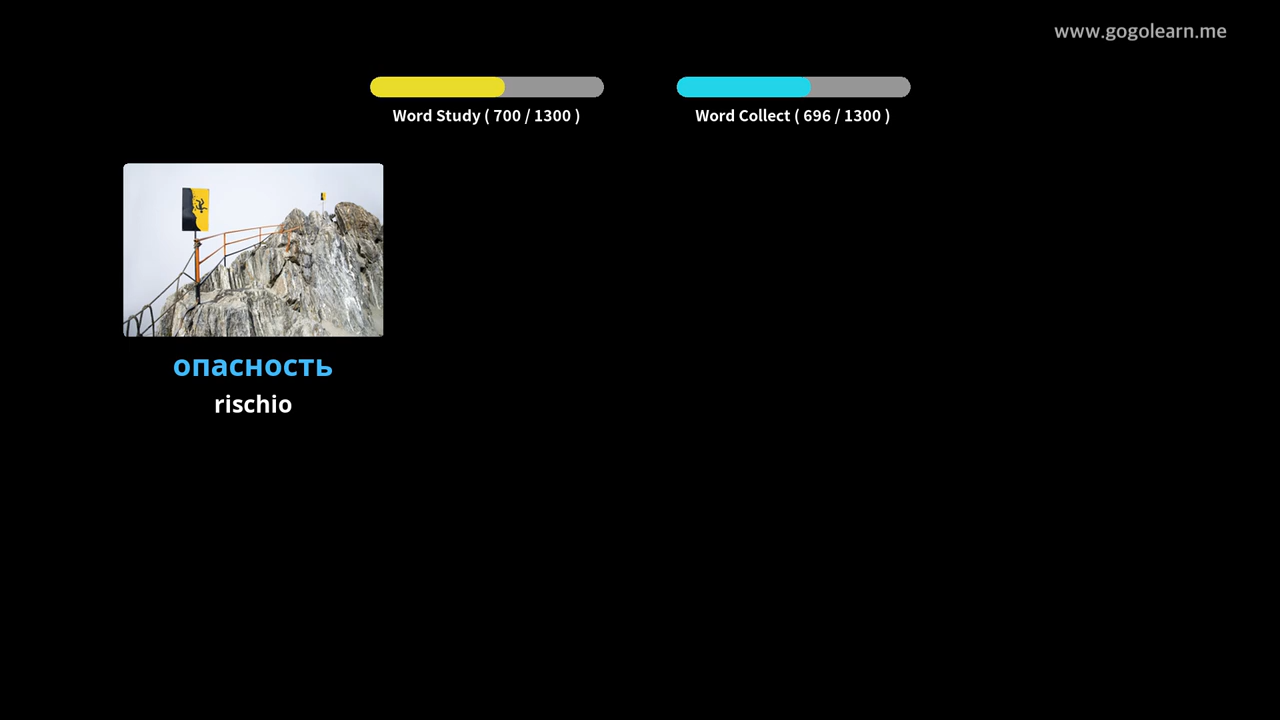 www.gogolearn.me
Word Study ( 700 / 1300 )
Word Collect ( 696 / 1300 )
опасность
rischio